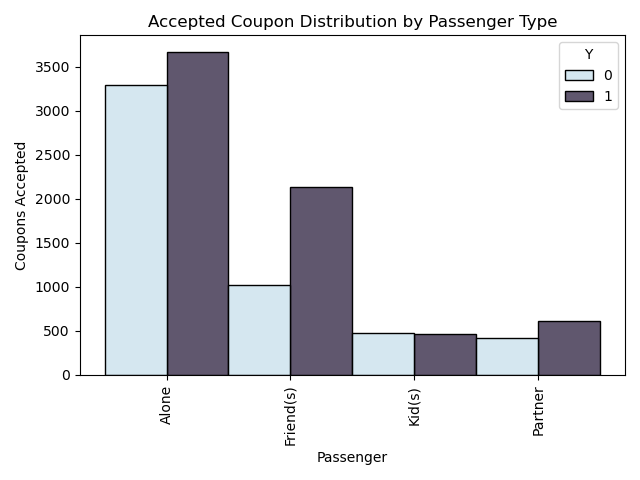 Accepted Coupon Distribution by Passenger Type
Y
0
1
Coupons Accepted
3500
3000
2500
2000
1500
1000
500
0
Alone
Friend(s)
Kid(s)
Partner
Passenger